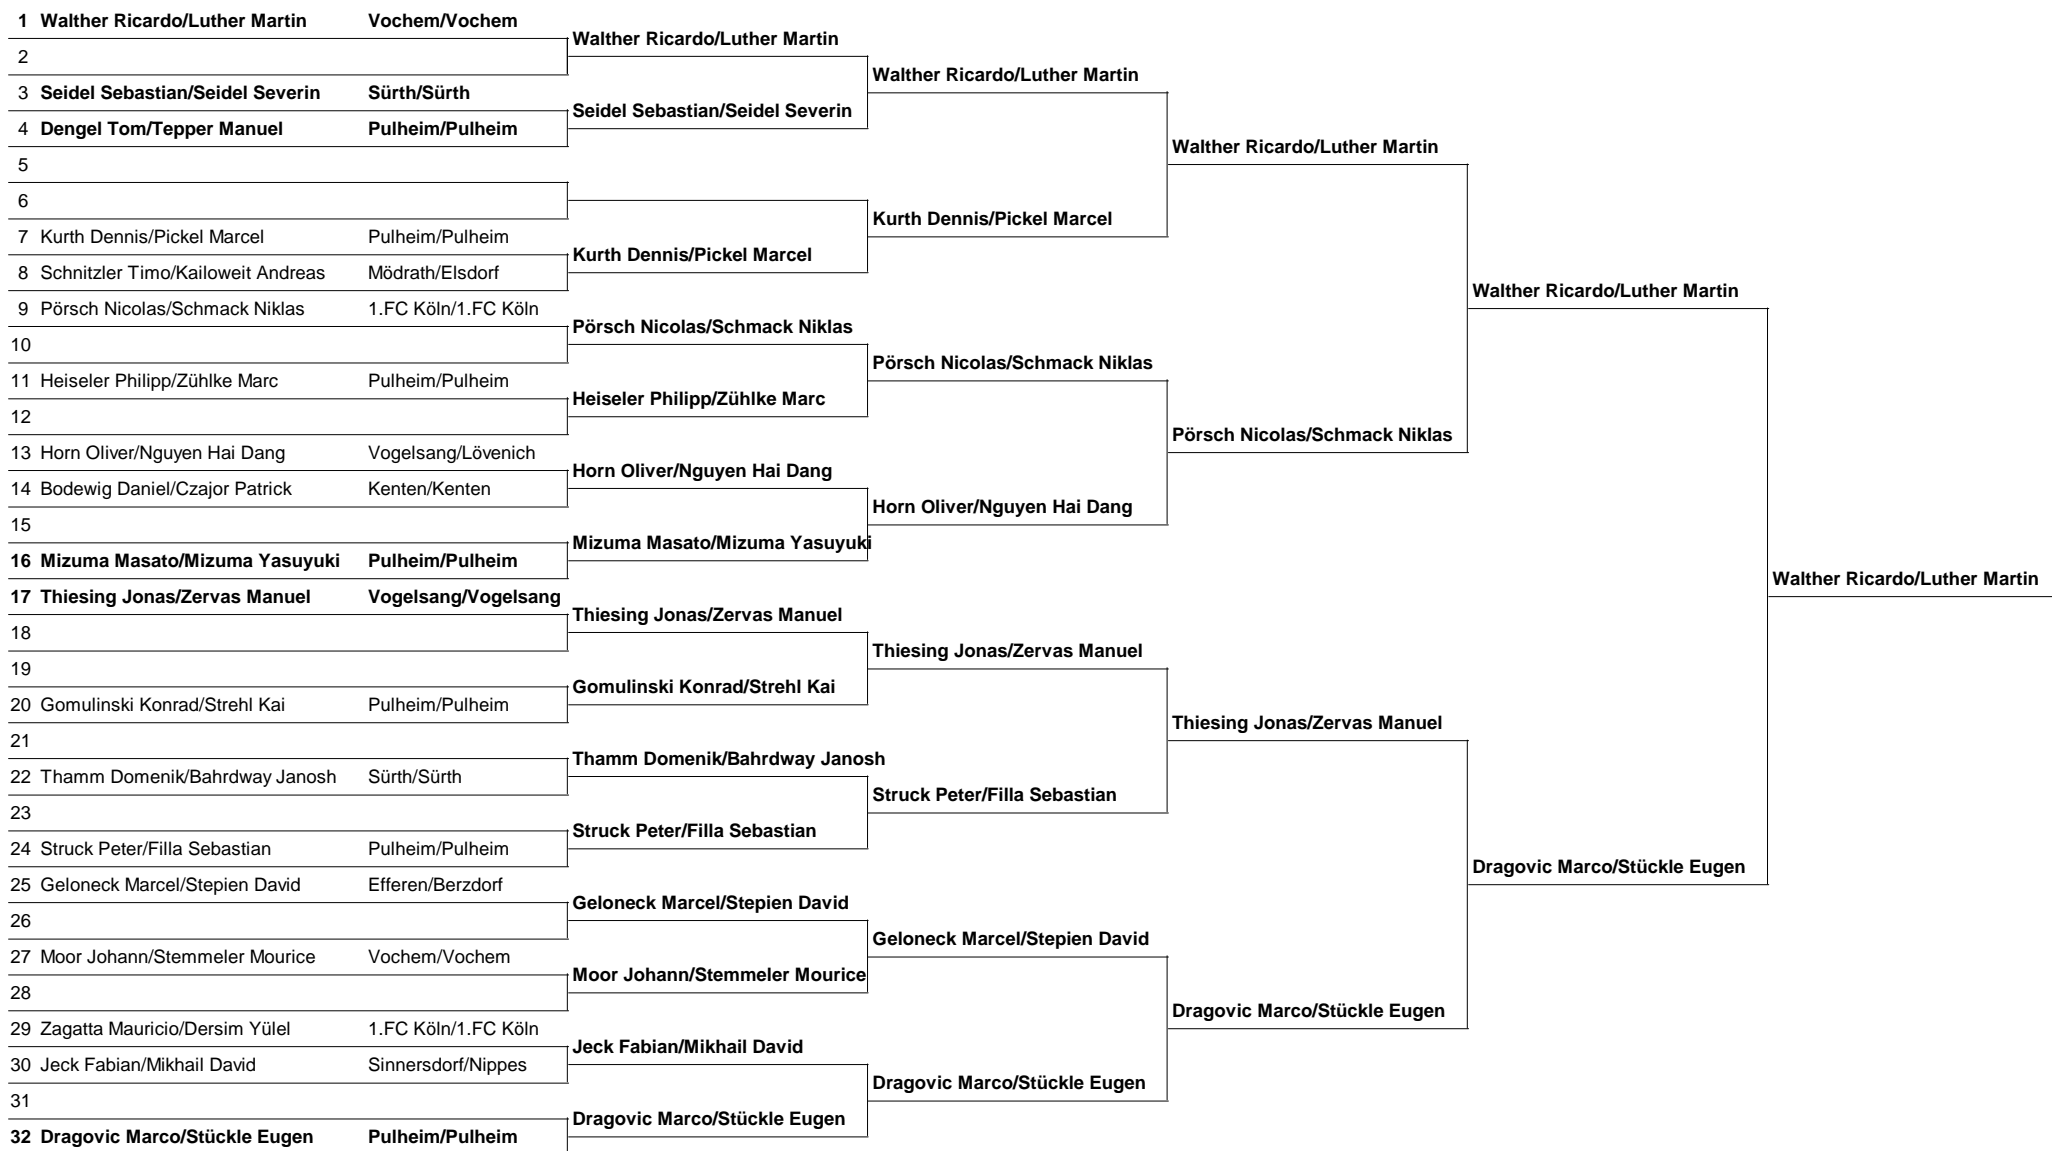 1 Walther Ricardo/Luther Martin Vochem/Vochem
Walther Ricardo/Luther Martin
2
Walther Ricardo/Luther Martin
3 Seidel Sebastian/Seidel Severin Sürth/Sürth
Seidel Sebastian/Seidel Severin
4 Dengel Tom/Tepper Manuel Pulheim/Pulheim
Walther Ricardo/Luther Martin
5
6
Kurth Dennis/Pickel Marcel
7 Kurth Dennis/Pickel Marcel Pulheim/Pulheim
Kurth Dennis/Pickel Marcel
8 Schnitzler Timo/Kailoweit Andreas Mödrath/Elsdorf
Walther Ricardo/Luther Martin
9 Pörsch Nicolas/Schmack Niklas 1.FC Köln/1.FC Köln
Pörsch Nicolas/Schmack Niklas
10
Pörsch Nicolas/Schmack Niklas
11 Heiseler Philipp/Zühlke Marc Pulheim/Pulheim
Heiseler Philipp/Zühlke Marc
12
Pörsch Nicolas/Schmack Niklas
13 Horn Oliver/Nguyen Hai Dang Vogelsang/Lövenich
Horn Oliver/Nguyen Hai Dang
14 Bodewig Daniel/Czajor Patrick Kenten/Kenten
Horn Oliver/Nguyen Hai Dang
15
Mizuma Masato/Mizuma Yasuyuki
16 Mizuma Masato/Mizuma Yasuyuki Pulheim/Pulheim
Walther Ricardo/Luther Martin
17 Thiesing Jonas/Zervas Manuel Vogelsang/Vogelsang
Thiesing Jonas/Zervas Manuel
18
Thiesing Jonas/Zervas Manuel
19
Gomulinski Konrad/Strehl Kai
20 Gomulinski Konrad/Strehl Kai Pulheim/Pulheim
Thiesing Jonas/Zervas Manuel
21
Thamm Domenik/Bahrdway Janosh
22 Thamm Domenik/Bahrdway Janosh Sürth/Sürth
Struck Peter/Filla Sebastian
23
Struck Peter/Filla Sebastian
24 Struck Peter/Filla Sebastian Pulheim/Pulheim
Dragovic Marco/Stückle Eugen
25 Geloneck Marcel/Stepien David Efferen/Berzdorf
Geloneck Marcel/Stepien David
26
Geloneck Marcel/Stepien David
27 Moor Johann/Stemmeler Mourice Vochem/Vochem
Moor Johann/Stemmeler Mourice
28
Dragovic Marco/Stückle Eugen
29 Zagatta Mauricio/Dersim Yülel 1.FC Köln/1.FC Köln
Jeck Fabian/Mikhail David
30 Jeck Fabian/Mikhail David Sinnersdorf/Nippes
Dragovic Marco/Stückle Eugen
31
Dragovic Marco/Stückle Eugen
32 Dragovic Marco/Stückle Eugen Pulheim/Pulheim